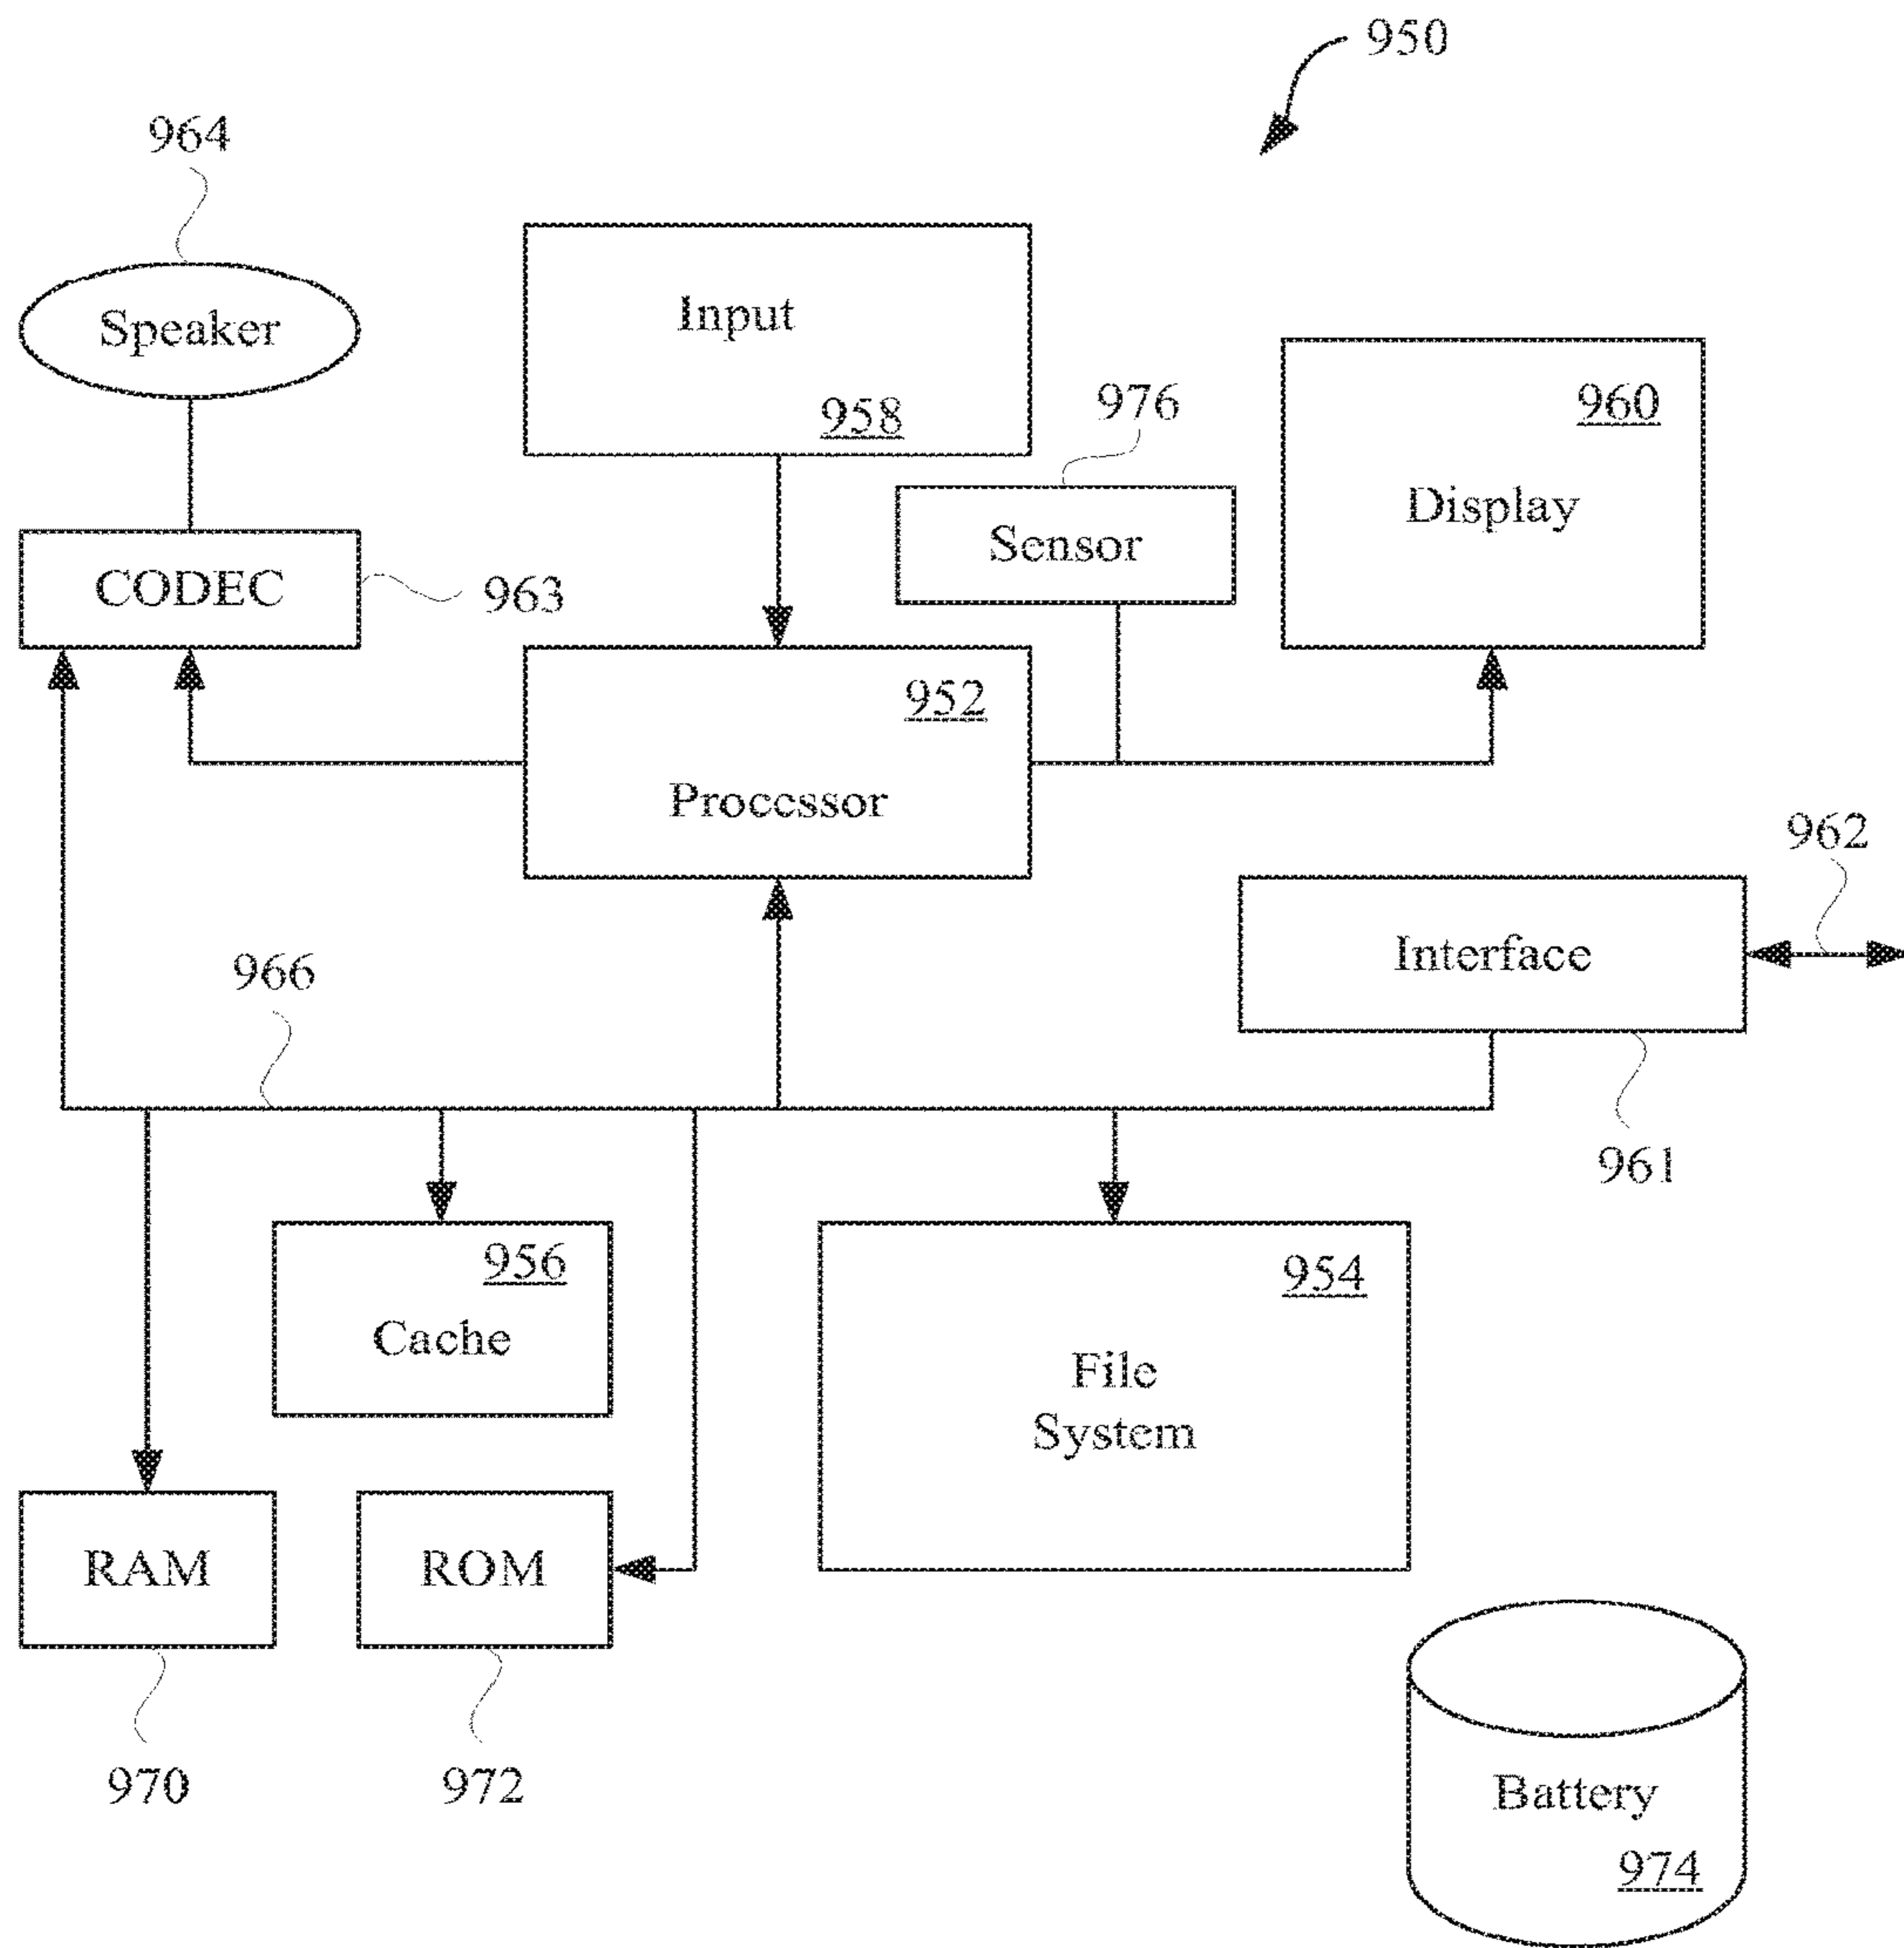 950
964
Speaker
Input
958
976
960
Display
Sensor
CODEC
963
952
Processor
962
Interface
966
961
956
Cache
954
File
System
RAM
ROM
970
972
Battery
974